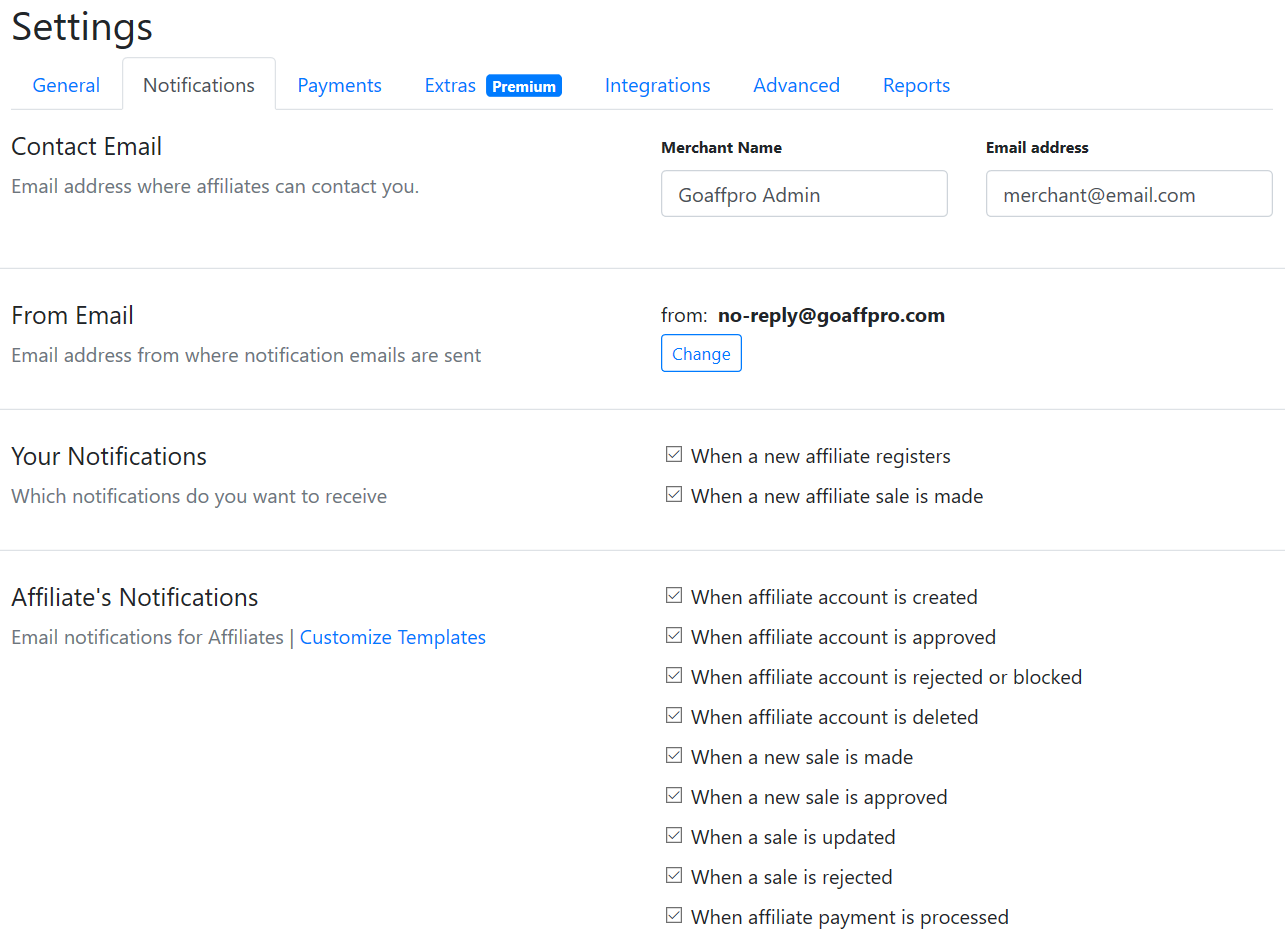 Settings
General Notifications Payments Extras Premium Integrations Advanced Reports
Contact Email
Email address where affiliates can contact you.
Merchant Name
Goaffpro Admin
Email address
merchant@email.com
From Email
Email address from where notification emails are sent
from: no-reply@goaffpro.com
Change
Your Notifications
Which notifications do you want to receive
When a new affiliate registers
When a new affiliate sale is made
Affiliate's Notifications
Email notifications for Affiliates | Customize Templates
When affiliate account is created
When affiliate account is approved
When affiliate account is rejected or blocked
When affiliate account is deleted
When a new sale is made
When a new sale is approved
When a sale is updated
When a sale is rejected
When affiliate payment is processed